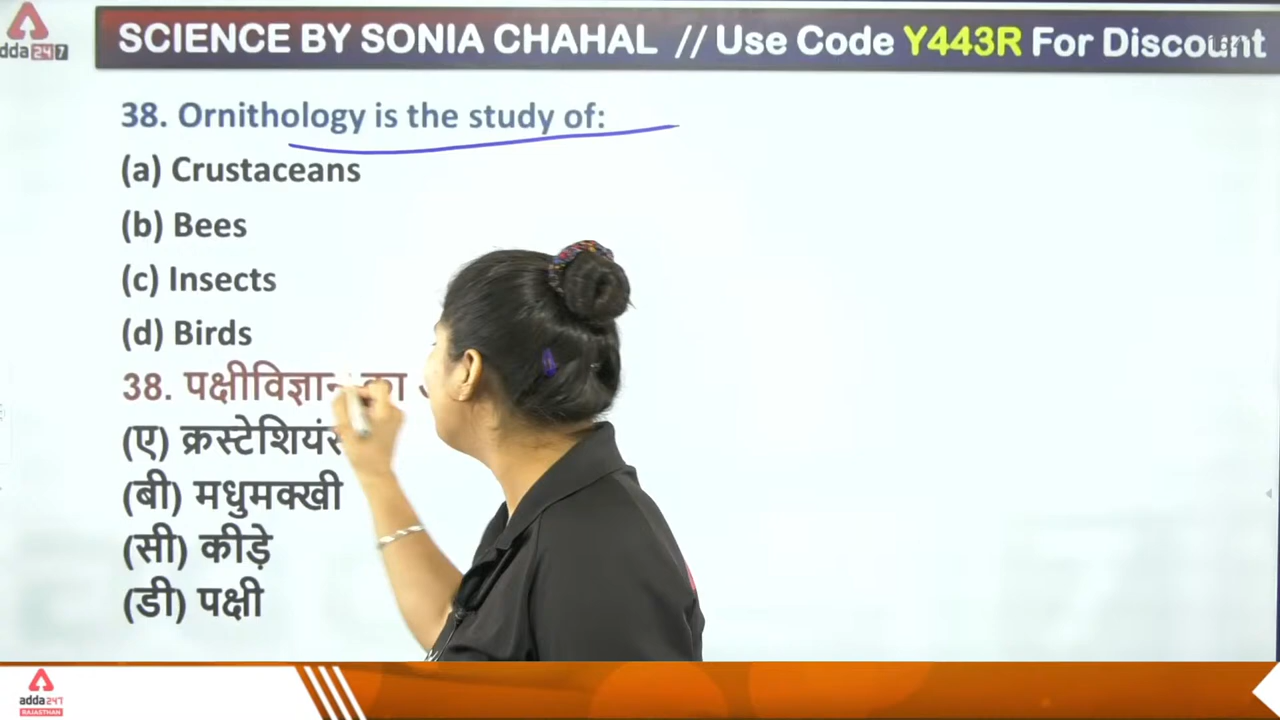 adda247
SCIENCE BY SONIA CHAHAL // Use Code Y443R For Discount
38. Ornithology is the study of:
(a) Crustaceans
(b) Bees
(c) Insects
(d) Birds
38. पक्षीविज्ञान का
(ए) क्रस्टेशियंस
(बी) मधुमक्खी
(सी) कीड़े
(डी) पक्षी
adda247
RAJASTHAN